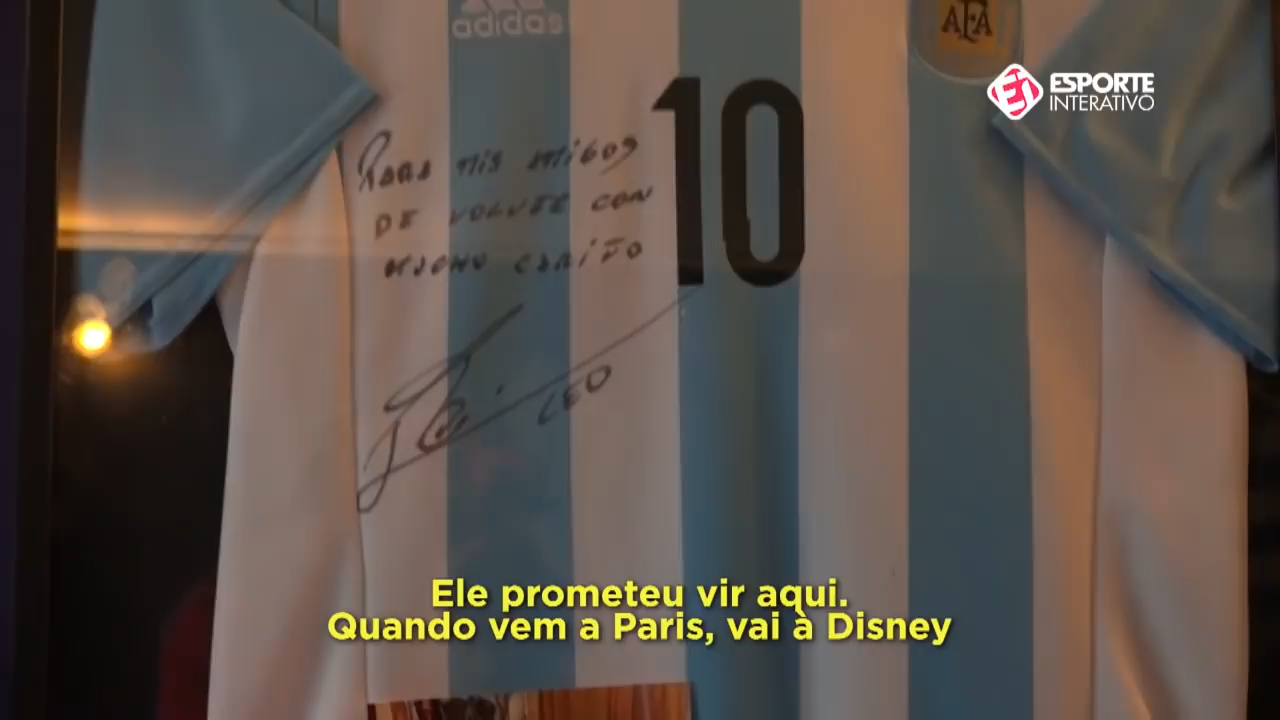 adidas
AFA
ESPORTE
INTERATIVO
10
PARA MIS AMIGOS
DE VOLVER CON
MUCHO CARIÑO
LEO
Ele prometeu vir aqui.
Quando vem a Paris, vai à Disney